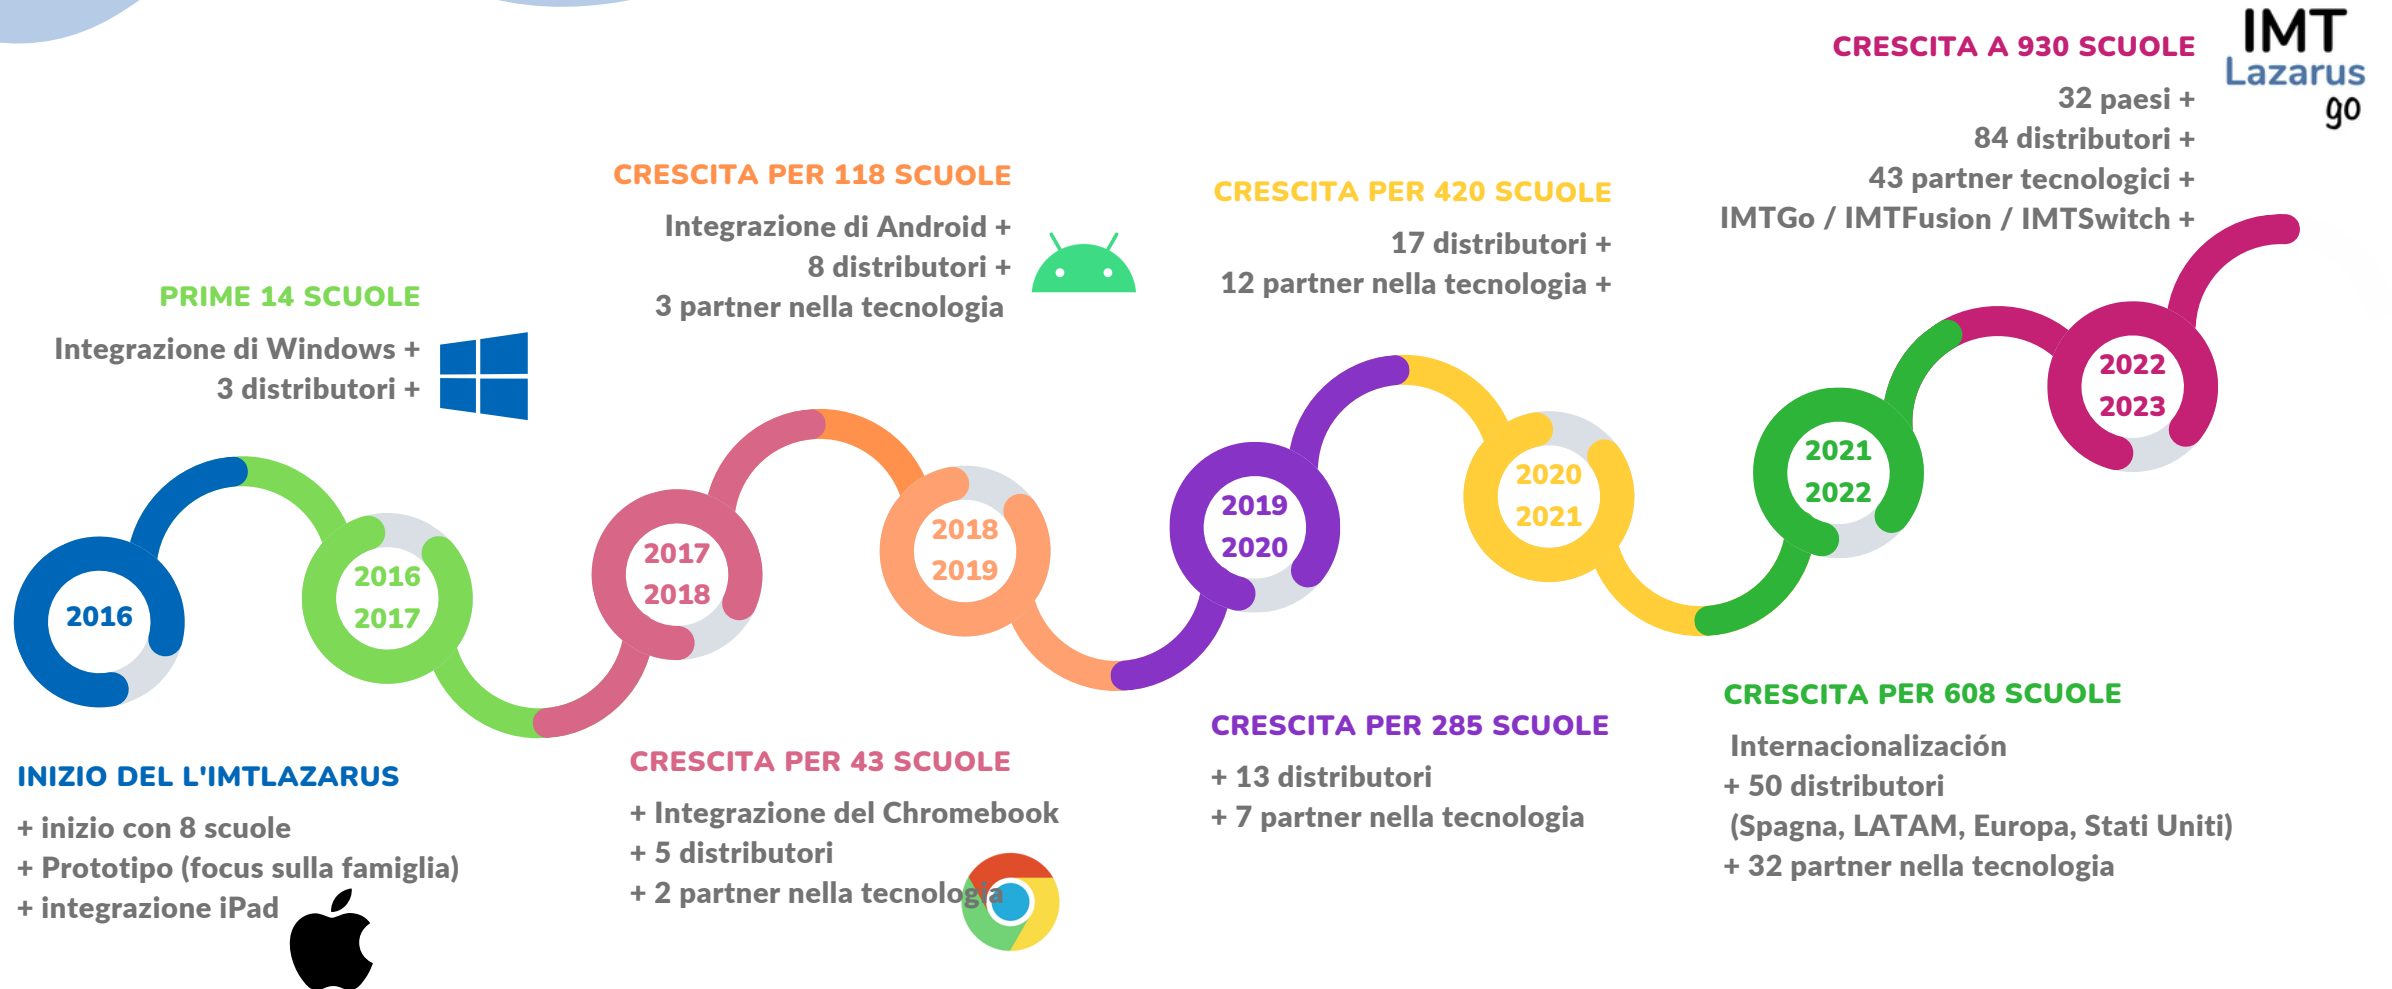 INIZIO DEL L'IMTLAZARUS
+ inizio con 8 scuole
+ Prototipo (focus sulla famiglia)
+ integrazione iPad
2016
PRIME 14 SCUOLE
Integrazione di Windows +
3 distributori +
2016
2017
CRESCITA PER 43 SCUOLE
+ Integrazione del Chromebook
+ 5 distributori
+ 2 partner nella tecnologia
2017
2018
CRESCITA PER 118 SCUOLE
Integrazione di Android +
8 distributori +
3 partner nella tecnologia
2018
2019
CRESCITA PER 285 SCUOLE
+ 13 distributori
+ 7 partner nella tecnologia
2019
2020
CRESCITA PER 420 SCUOLE
17 distributori +
12 partner nella tecnologia +
2020
2021
CRESCITA PER 608 SCUOLE
Internacionalización
+ 50 distributori
(Spagna, LATAM, Europa, Stati Uniti)
+ 32 partner nella tecnologia
2021
2022
CRESCITA A 930 SCUOLE
32 paesi +
84 distributori +
43 partner tecnologici +
IMTGo / IMTFusion / IMTSwitch +
2022
2023
IMT
Lazarus
go